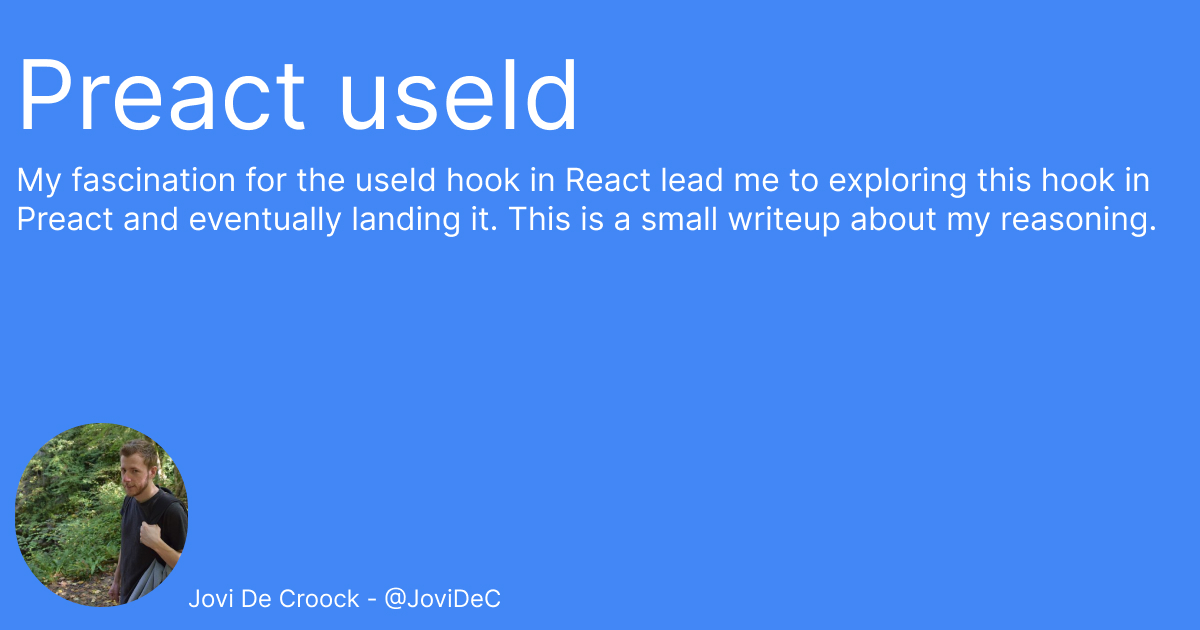 Preact useId
My fascination for the useId hook in React lead me to exploring this hook in
Preact and eventually landing it. This is a small writeup about my reasoning.
Jovi De Croock - @JoviDeC